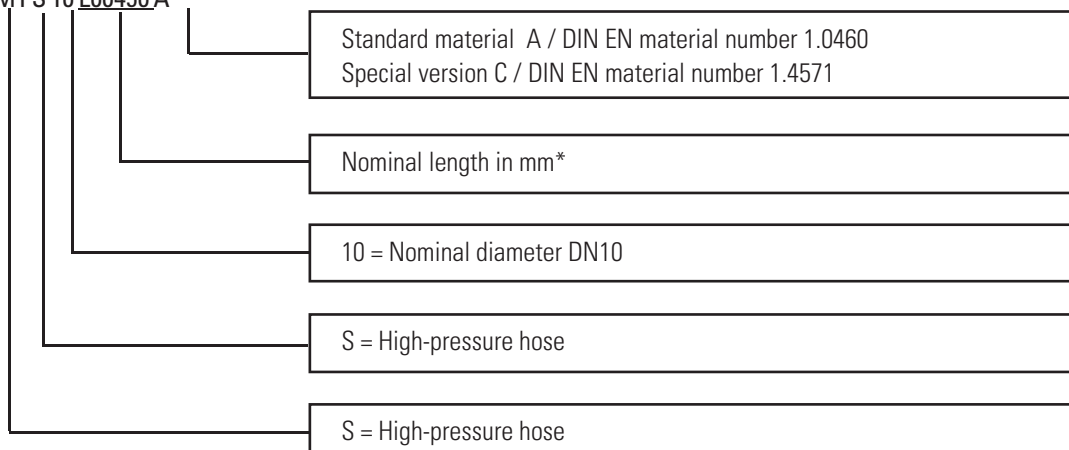 10
A
Standard material A / DIN EN material number 1.0460
Special version C / DIN EN material number 1.4571
Nominal length in mm*
10 = Nominal diameter DN10
S = High-pressure hose
S = High-pressure hose